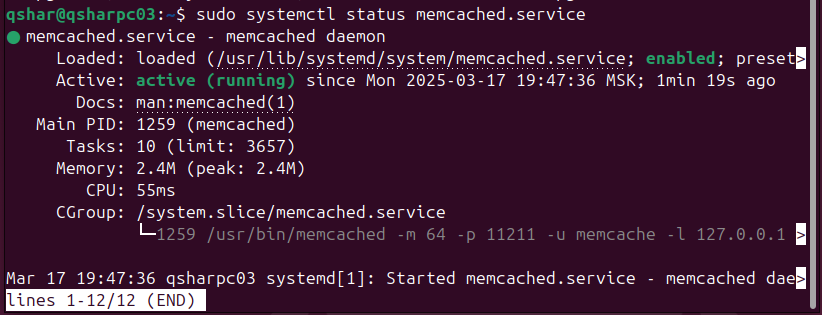 qshar@qsharpc03:~$ sudo systemctl status memcached.service
● memcached.service - memcached daemon
     Loaded: loaded (/usr/lib/systemd/system/memcached.service; enabled; preset>
     Active: active (running) since Mon 2025-03-17 19:47:36 MSK; 1min 19s ago
       Docs: man:memcached(1)
   Main PID: 1259 (memcached)
      Tasks: 10 (limit: 3657)
     Memory: 2.4M (peak: 2.4M)
        CPU: 55ms
     CGroup: /system.slice/memcached.service
             └─1259 /usr/bin/memcached -m 64 -p 11211 -u memcache -l 127.0.0.1 >
Mar 17 19:47:36 qsharpc03 systemd[1]: Started memcached.service - memcached dae>
lines 1-12/12 (END)